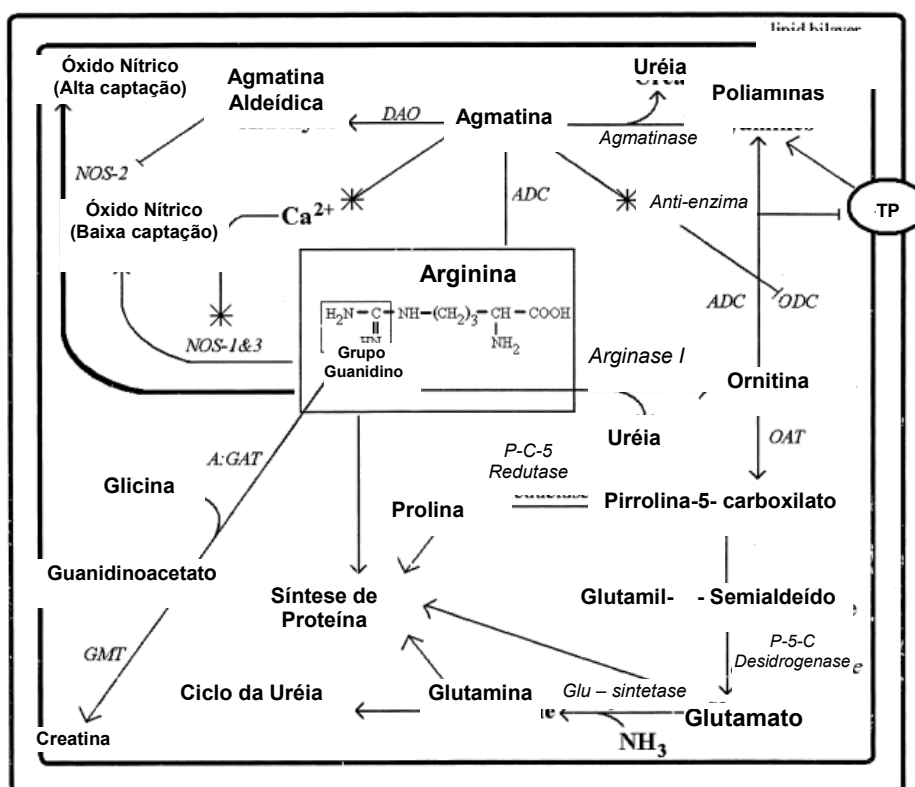 lipid bilayer
Óxido Nítrico
(Alta captação)
Agmatina
Aldeídica
Uréia
Poliaminas
DAO
Agmatina
Agmatinase
NOS-2
ADC
Anti-enzima
TP
Óxido Nítrico
(Baixa captação)
Ca2+
Arginina
ADC
ODC
H2N-C-NH-(CH2)3-CH-COOH
NH2
NOS-1&3
Grupo
Guanidino
Arginase I
Ornitina
Uréia
OAT
P-C-5
Redutase
A:GAT
Glicina
Prolina
Pirrolina-5- carboxilato
Guanidinoacetato
Síntese de
Proteína
Glutamil- - Semialdeído
P-5-C
Desidrogenase
GMT
Ciclo da Uréia
Glutamina
Glu – sintetase
Glutamato
NH3
Creatina